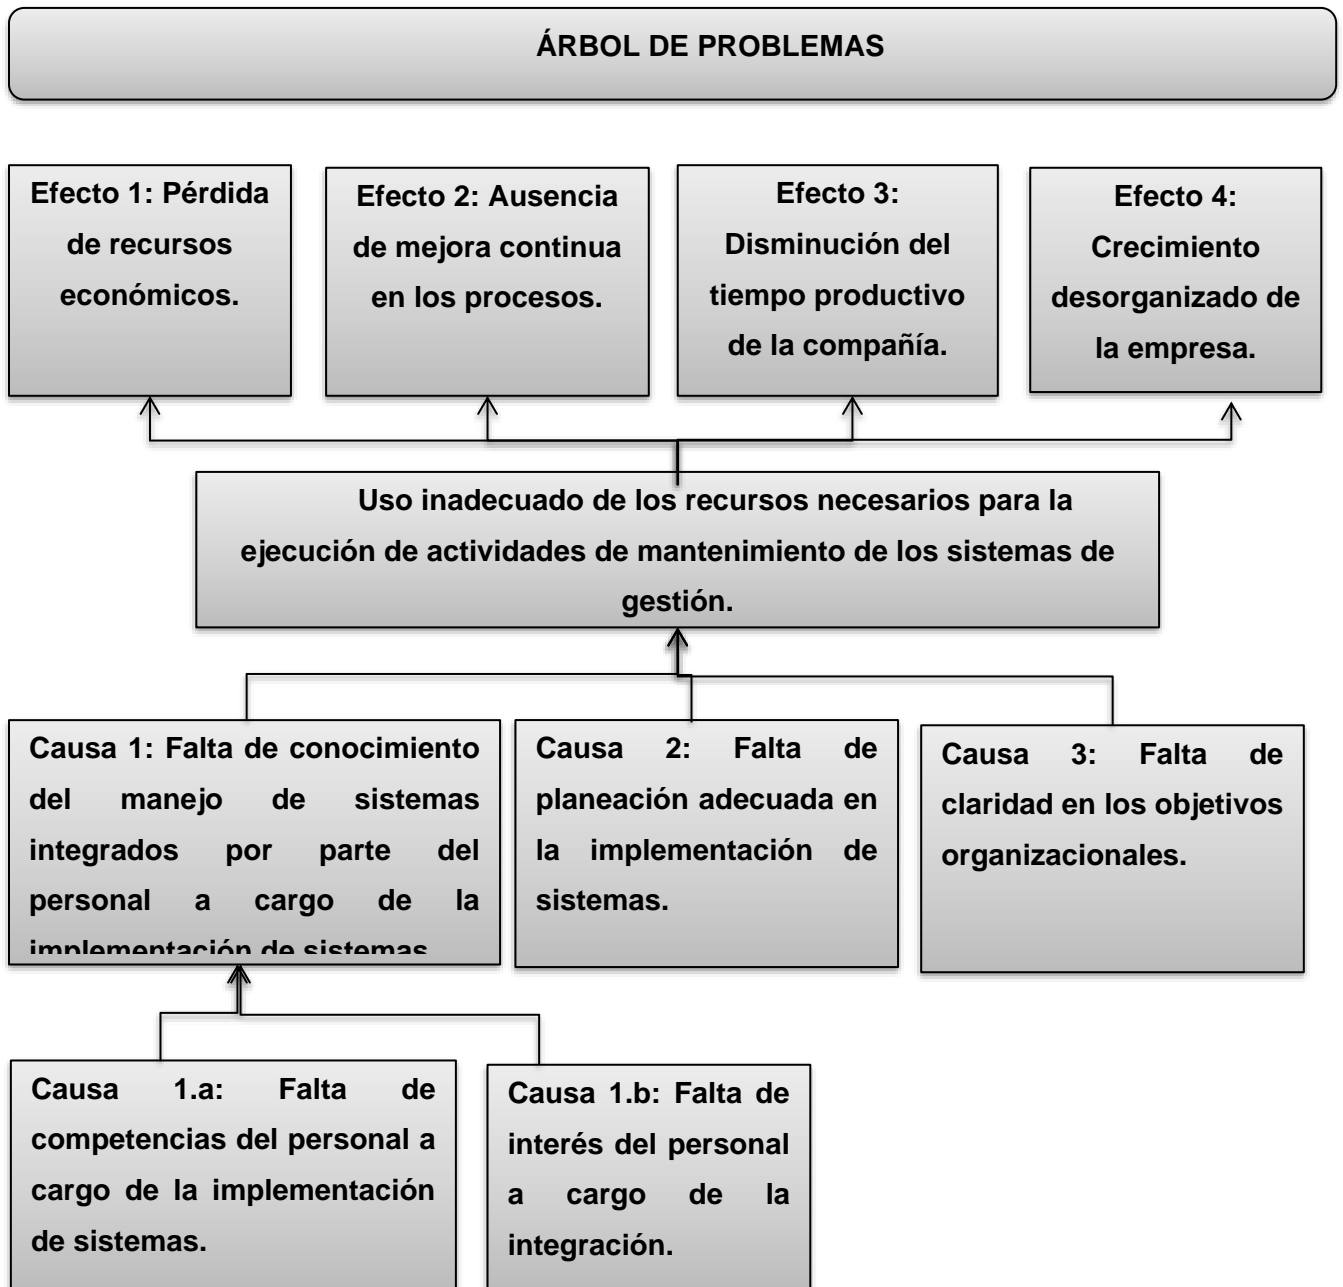 ÁRBOL DE PROBLEMAS
Efecto 1: Pérdida
de recursos
económicos.
Efecto 2: Ausencia
de mejora continua
en los procesos.
Efecto 3:
Disminución del
tiempo productivo
de la compañía.
Efecto 4:
Crecimiento
desorganizado de
la empresa.
Uso inadecuado de los recursos necesarios para la
ejecución de actividades de mantenimiento de los sistemas de
gestión.
Causa 1: Falta de conocimiento
del manejo de sistemas
integrados por parte del
personal a cargo de la
implementación de sistemas
Causa 2: Falta de
planeación adecuada en
la implementación de
sistemas.
Causa 3: Falta de
claridad en los objetivos
organizacionales.
Causa 1.a: Falta de
competencias del personal a
cargo de la implementación
de sistemas.
Causa 1.b: Falta de
interés del personal
a cargo de la
integración.